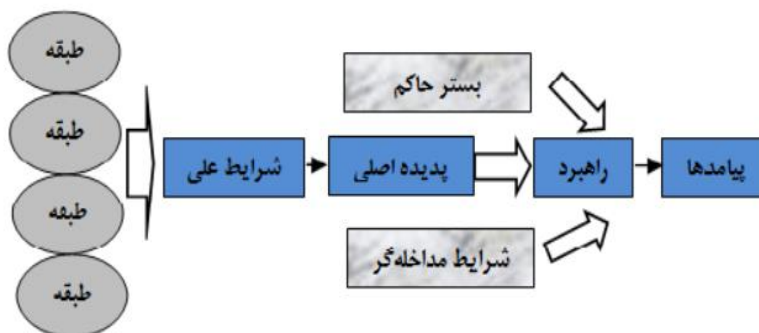 طبقه
طبقه
طبقه
طبقه
بستر حاکم
شرایط علی
پدیده اصلی
راهبرد
پیامدها
شرایط مداخله‌گر